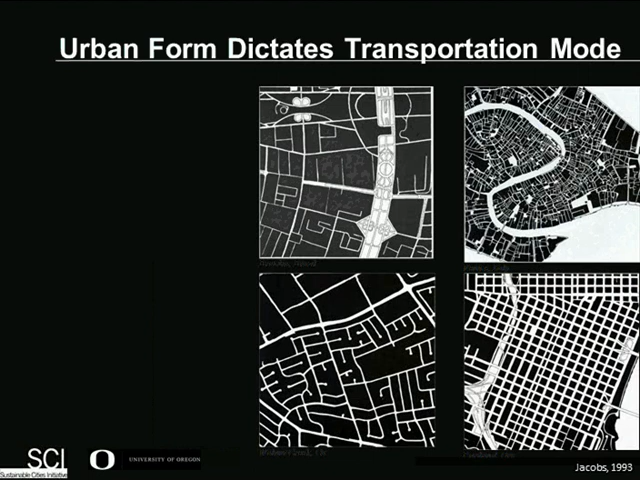 Urban Form Dictates Transportation Mode
SCI
Sustainable Cities Initiative
O
UNIVERSITY OF OREGON
Jacobs, 1993